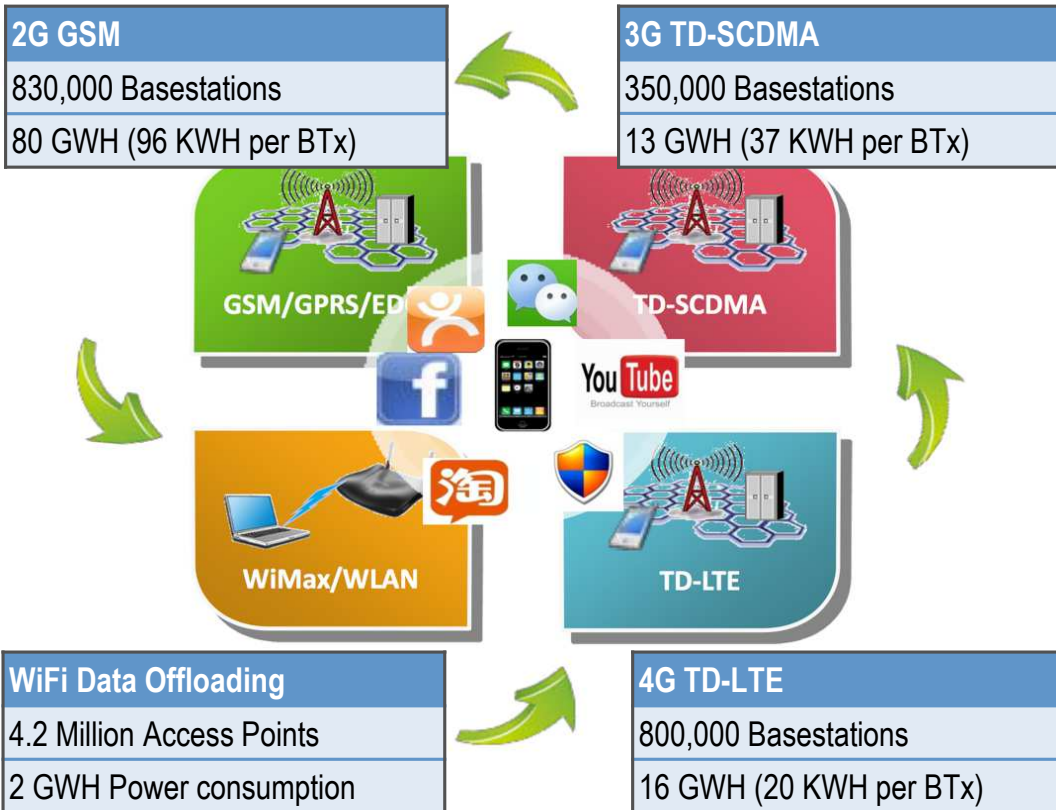 2G GSM
830,000 Basestations
80 GWH (96 KWH per BTx)
3G TD-SCDMA
350,000 Basestations
13 GWH (37 KWH per BTx)
GSM/GPRS/ED
TD-SCDMA
f
You Tube
Broadcast Yourself
淘
WiMax/WLAN
TD-LTE
WiFi Data Offloading
4.2 Million Access Points
2 GWH Power consumption
4G TD-LTE
800,000 Basestations
16 GWH (20 KWH per BTx)